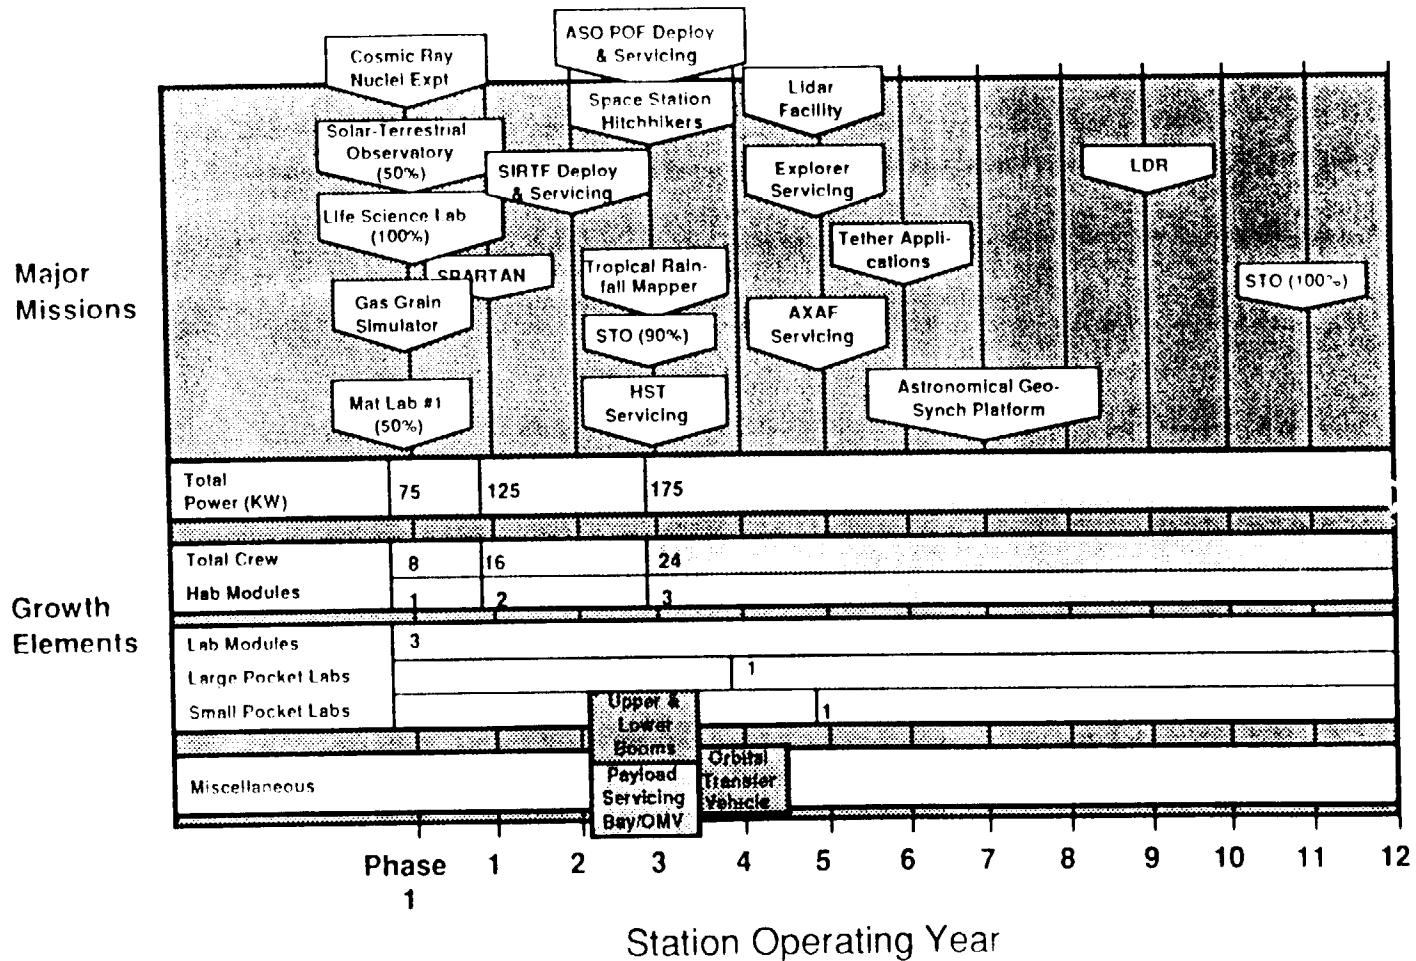 ASO POF Deploy
& Servicing
Cosmic Ray
Nuclei Expt
Lidar
Facility
Space Station
Hitchhikers
Solar-Terrestrial
Observatory
(50%)
SIRTF Deploy
& Servicing
Explorer
Servicing
LDR
Life Science Lab
(100%)
Tether Appli-
cations
SPARTAN
Tropical Rain-
fall Mapper
STO (100%)
Major
Missions
Gas Grain
Simulator
STO (90%)
AXAF
Servicing
Mat Lab #1
(50%)
HST
Servicing
Astronomical Geo-
Synch Platform
Total
Power (KW)
75
125
175
Growth
Elements
Total Crew
8
16
24
Hab Modules
1
2
3
Lab Modules
3
Large Pocket Labs
1
Small Pocket Labs
1
Upper &
Lower
Booms
Orbital
Transfer
Vehicle
Miscellaneous
Payload
Servicing
Bay/OMV
Phase
1
1
2
3
4
5
6
7
8
9
10
11
12
Station Operating Year